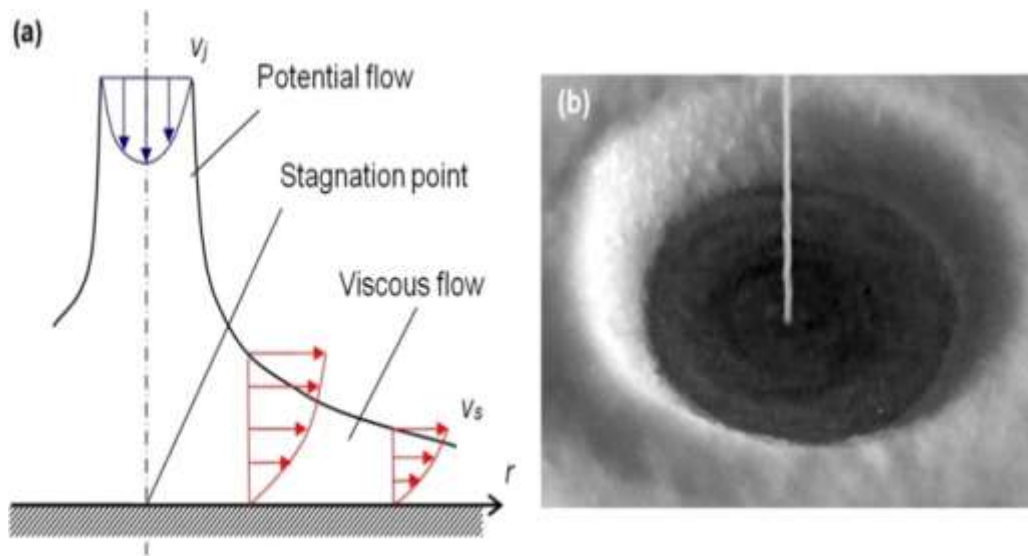 (a)
Vj
Potential flow
(b)
Stagnation point
Viscous flow
Vs
r